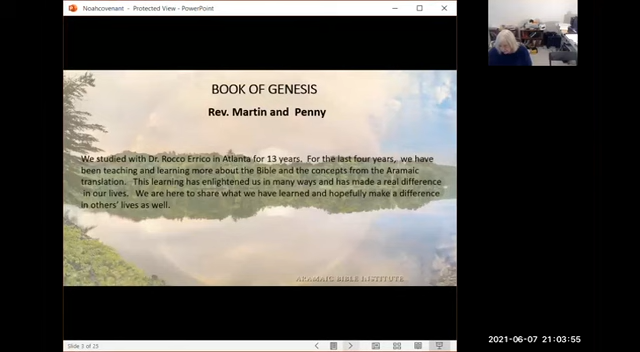 Noahcovenant - Protected View - PowerPoint
BOOK OF GENESIS
Rev. Martin and Penny
We studied with Dr. Rocco Errico in Atlanta for 13 years. For the last four years, we have
been teaching and learning more about the Bible and the concepts from the Aramaic
translation. This learning has enlightened us in many ways and has made a real difference
in our lives. We are here to share what we have learned and hopefully make a difference
in others' lives as well.
ARAMAIC BIBLE INSTITUTE
Slide 3 of 25
2021-06-07 21:03:55